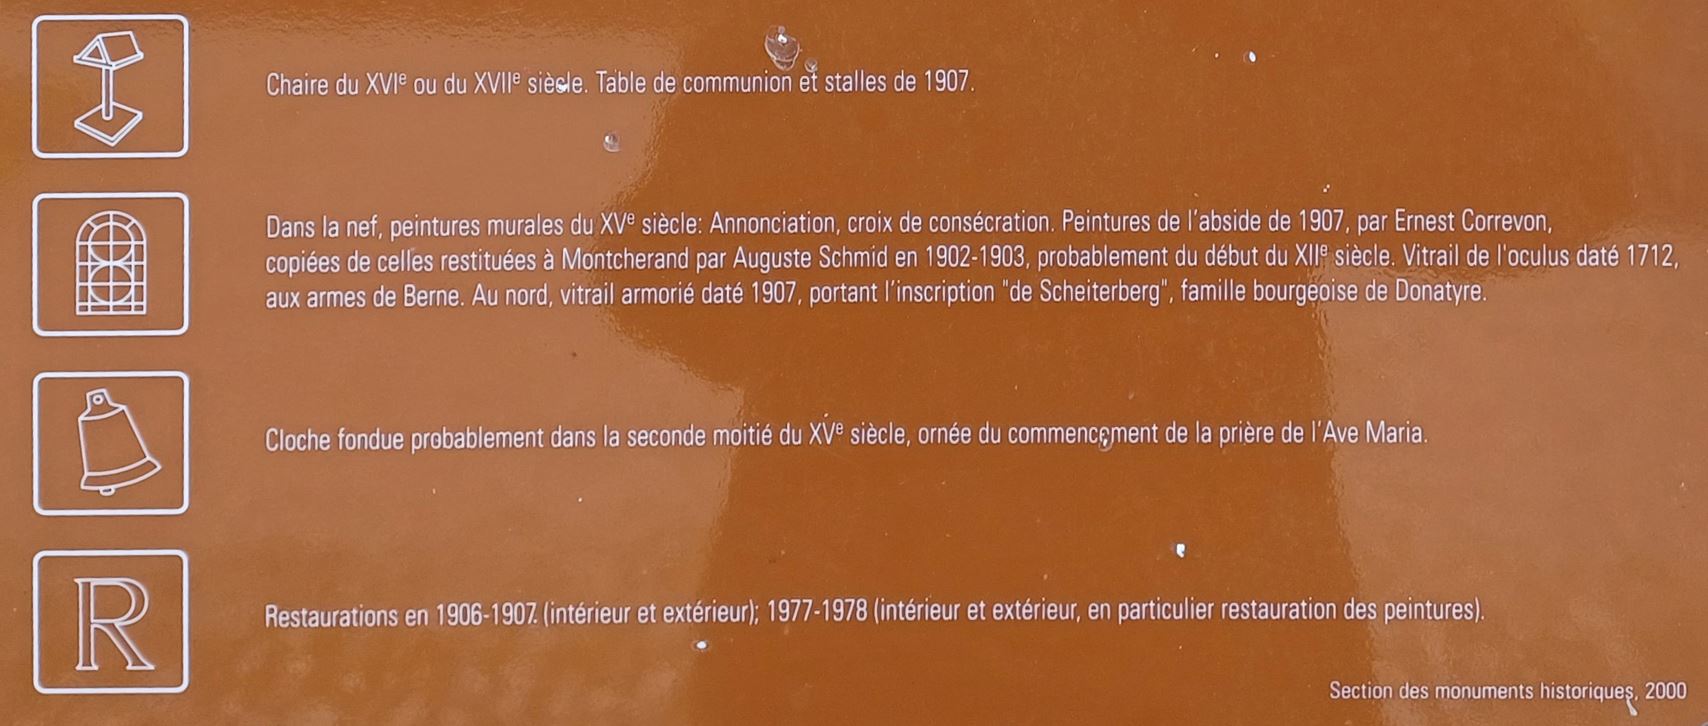 Chaire du XVIe ou du XVIIe siècle. Table de communion et stalles de 1907.
Dans la nef, peintures murales du XVe siècle: Annonciation, croix de consécration. Peintures de l'abside de 1907, par Ernest Correvon,
copiées de celles restituées à Montcherand par Auguste Schmid en 1902-1903, probablement du début du XIIe siècle. Vitrail de l'oculus daté 1712,
aux armes de Berne. Au nord, vitrail armorié daté 1907, portant l'inscription "de Scheiterberg", famille bourgeoise de Donatyre.
Cloche fondue probablement dans la seconde moitié du XVe siècle, ornée du commencement de la prière de l'Ave Maria.
R
Restaurations en 1906-1907 (intérieur et extérieur); 1977-1978 (intérieur et extérieur, en particulier restauration des peintures).
Section des monuments historiques, 2000